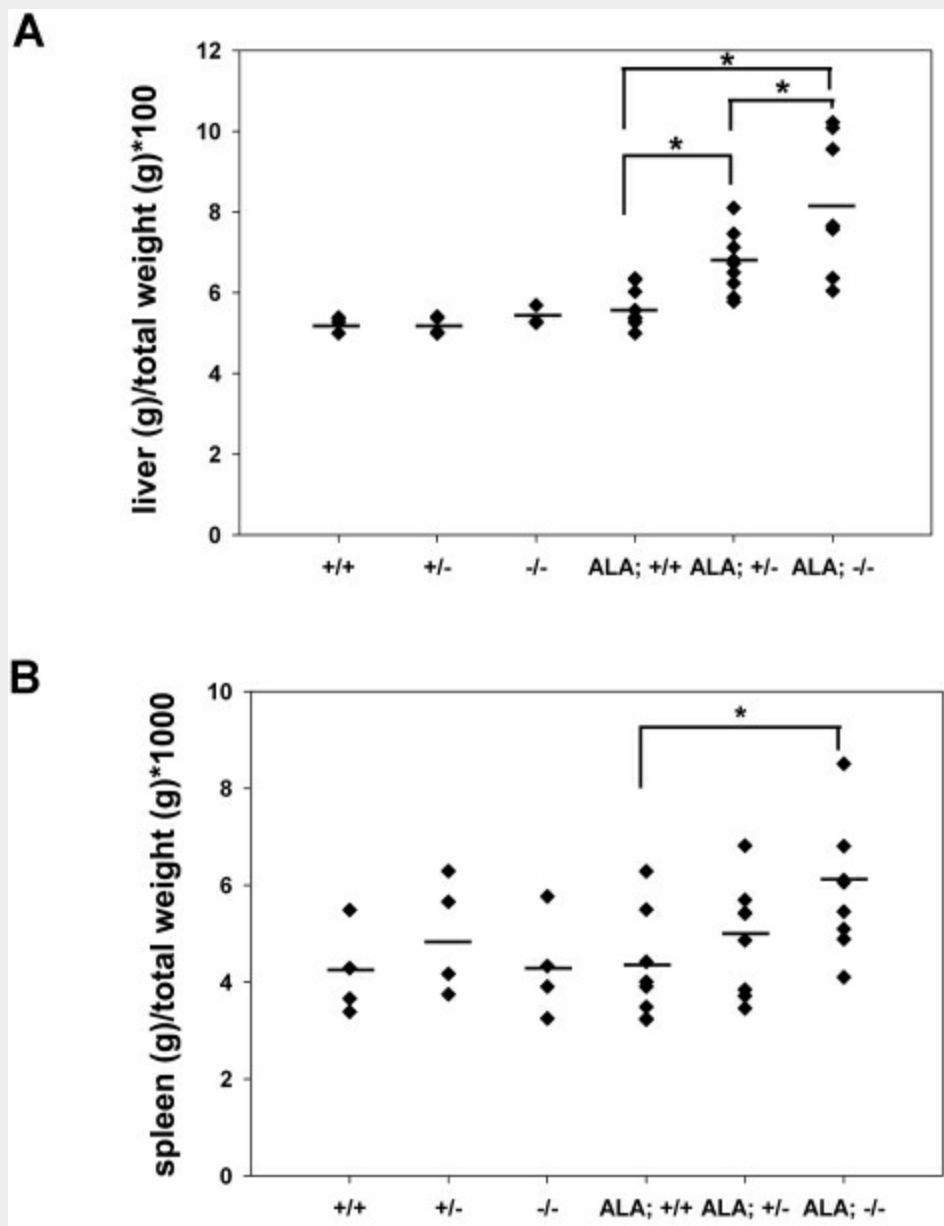 A
liver (g)/total weight (g)*100
12
10
8
6
4
2
0
*
*
*
+/+ +/- -/- ALA; +/+ ALA; +/- ALA; -/-
B
spleen (g)/total weight (g)*1000
10
8
6
4
2
0
*
+/+ +/- -/- ALA; +/+ ALA; +/- ALA; -/-